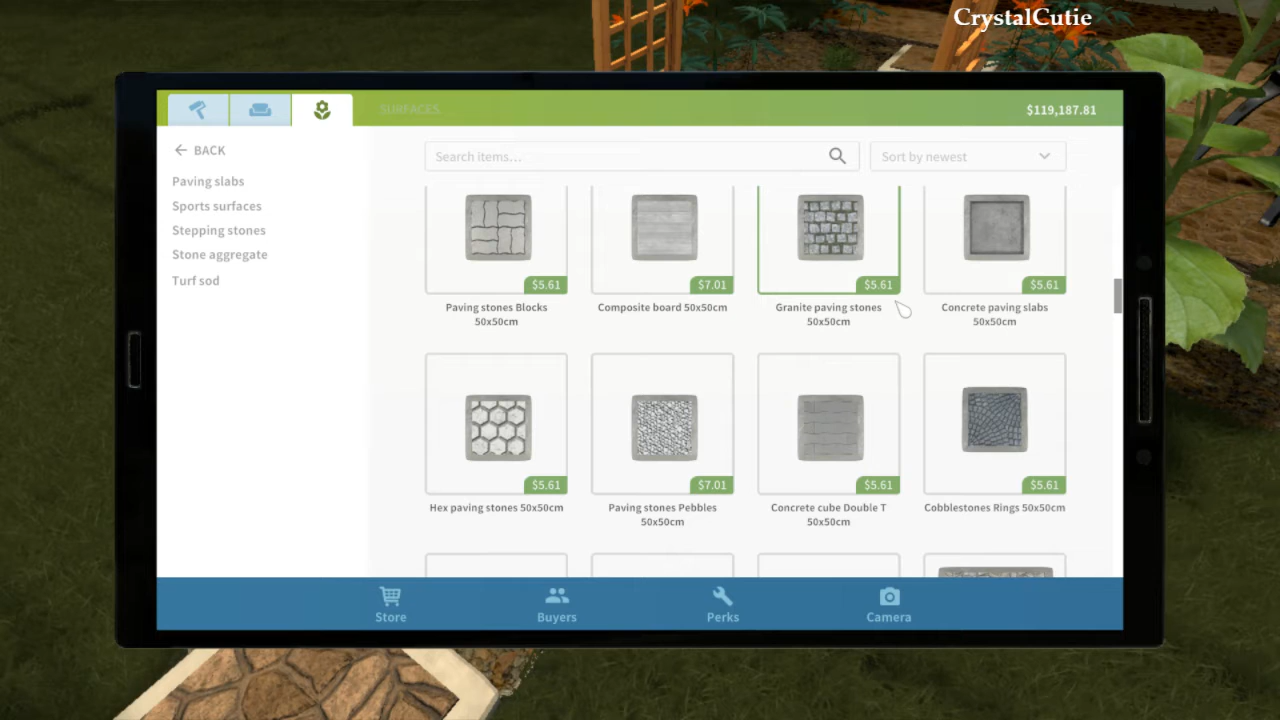 CrystalCutie
SURFACES
$119,187.81
BACK
Search items...
Sort by newest
Paving slabs
Sports surfaces
Stepping stones
Stone aggregate
Turf sod
$5.61
$7.01
$5.61
$5.61
Paving stones Blocks
50x50cm
Composite board 50x50cm
Granite paving stones
50x50cm
Concrete paving slabs
50x50cm
$5.61
$7.01
$5.61
$5.61
Hex paving stones 50x50cm
Paving stones Pebbles
50x50cm
Concrete cube Double T
50x50cm
Cobblestones Rings 50x50cm
Store
Buyers
Perks
Camera